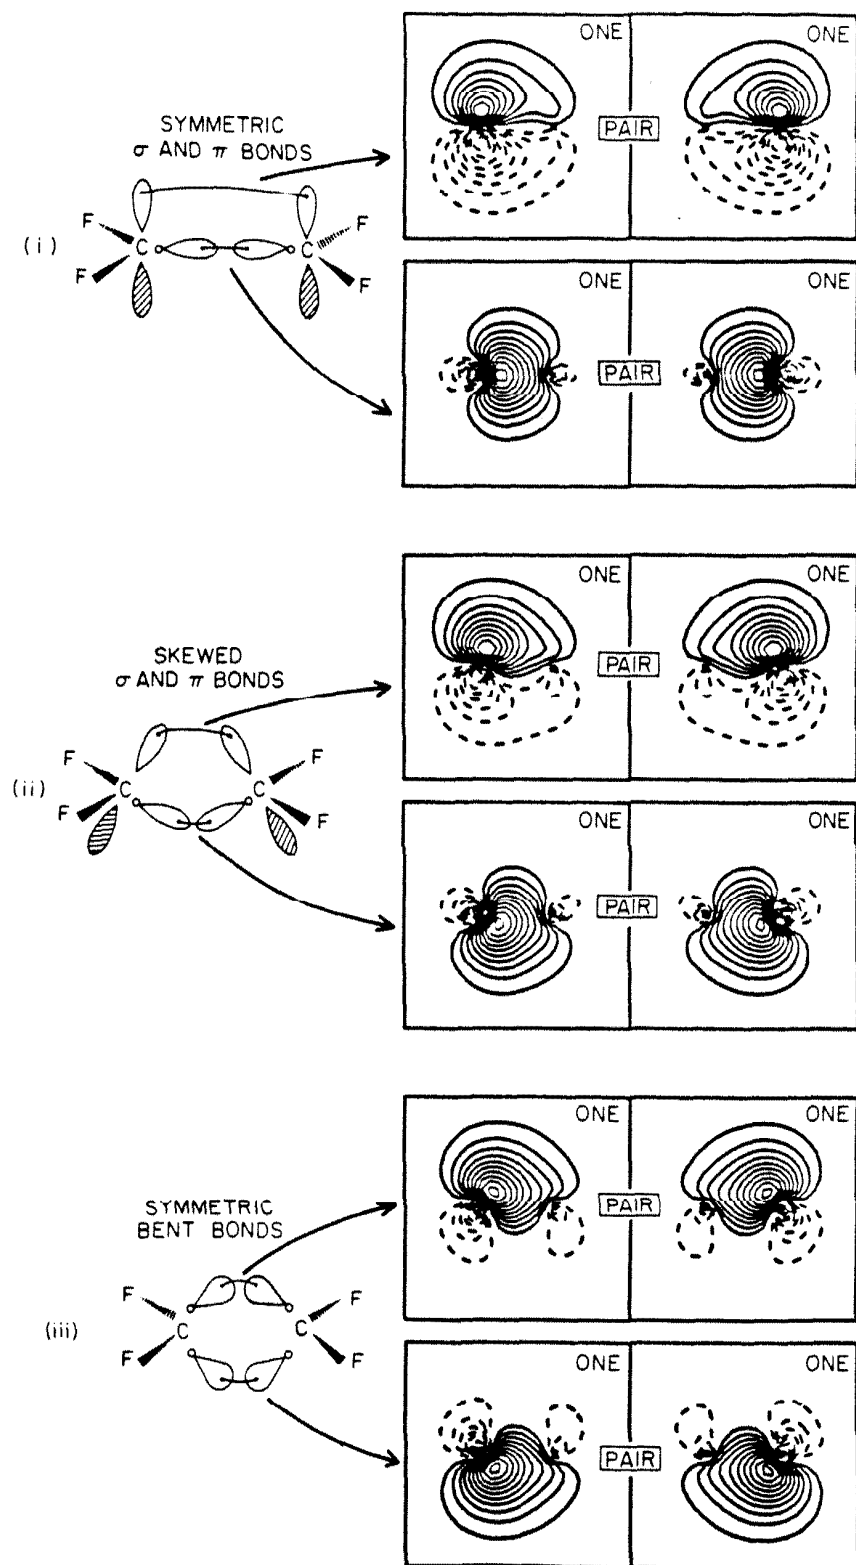 SYMMETRIC
σ AND π BONDS
(i)
F
F
C
C
F
F
ONE
PAIR
ONE
ONE
PAIR
ONE
SKEWED
σ AND π BONDS
(ii)
F
F
C
C
F
F
ONE
PAIR
ONE
ONE
PAIR
ONE
SYMMETRIC
BENT BONDS
(iii)
F
F
C
C
F
F
ONE
PAIR
ONE
ONE
PAIR
ONE